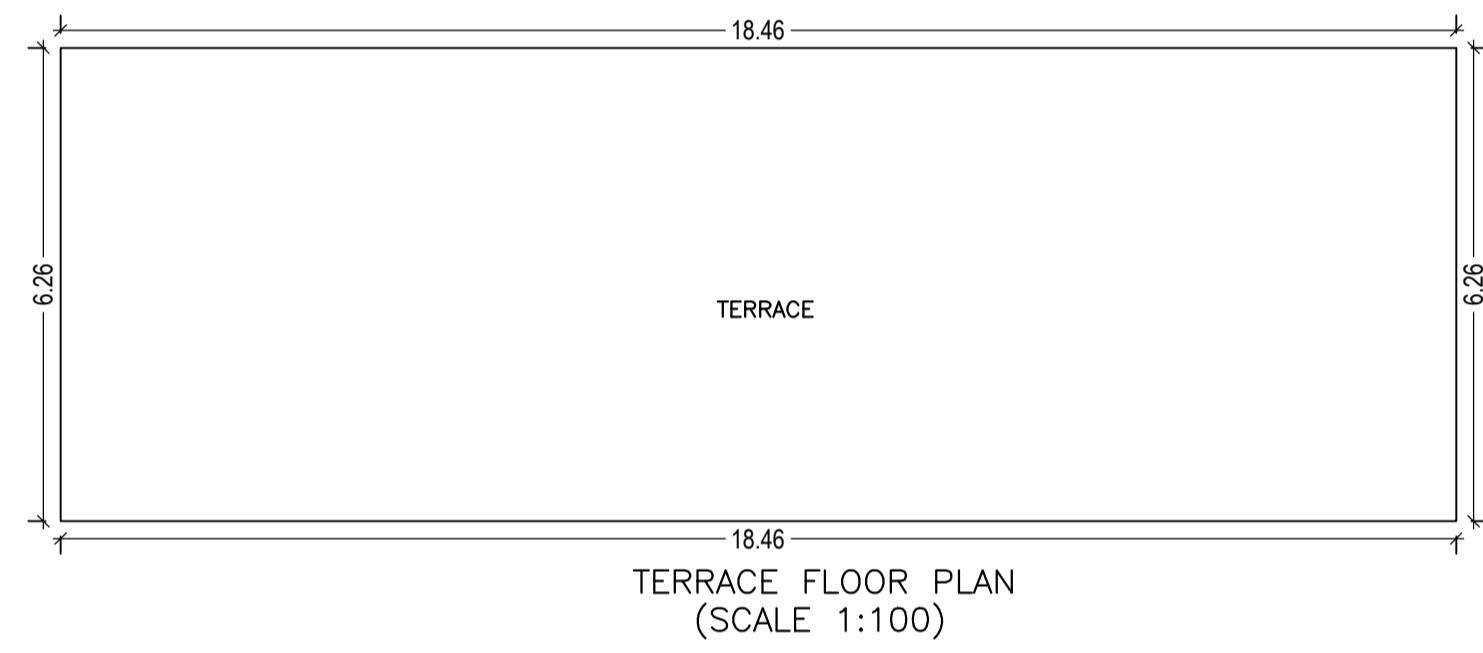 18.46
6.26
TERRACE
6.26
18.46
TERRACE FLOOR PLAN
(SCALE 1:100)